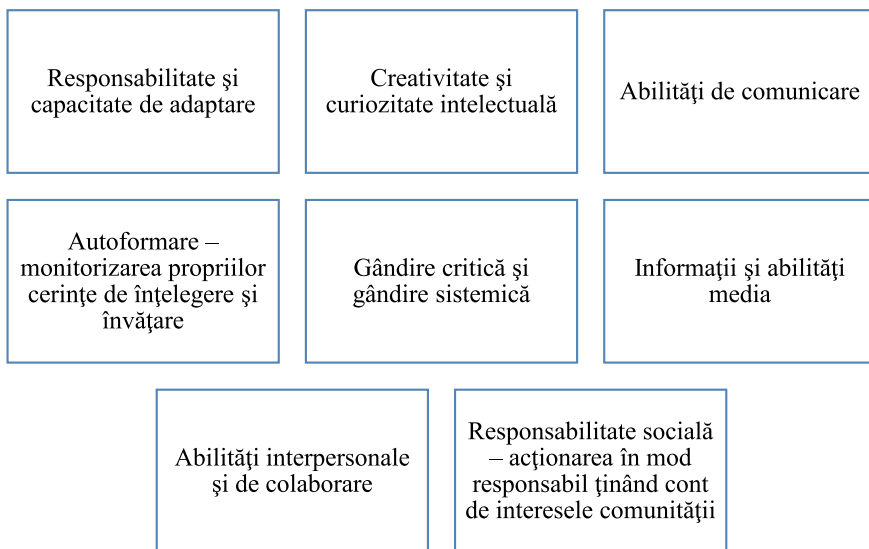 Responsabilitate şi
capacitate de adaptare
Creativitate şi
curiozitate intelectuală
Abilităţi de comunicare
Autoformare –
monitorizarea propriilor
cerinţe de înţelegere şi
învăţare
Gândire critică şi
gândire sistemică
Informaţii şi abilităţi
media
Abilităţi interpersonale
şi de colaborare
Responsabilitate socială
– acţionarea în mod
responsabil ţinând cont
de interesele comunităţii